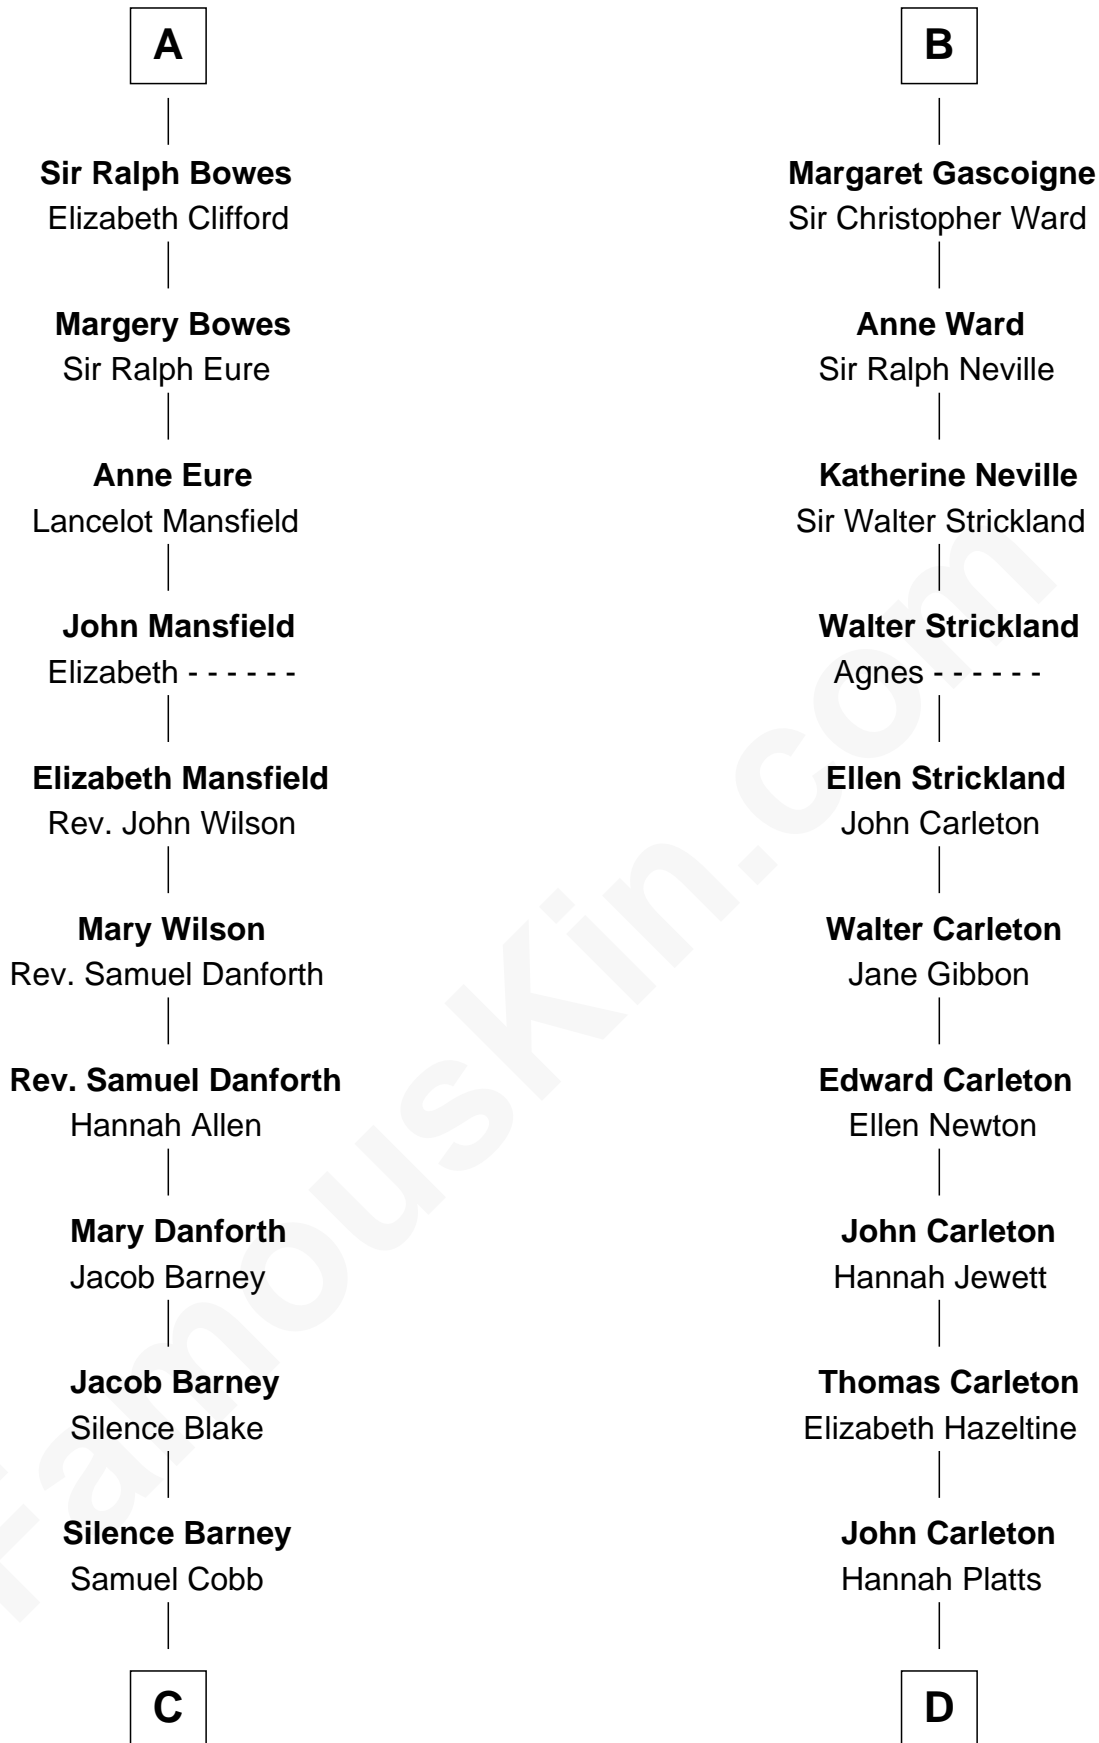 A
Sir Ralph Bowes
Elizabeth Clifford
Margery Bowes
Sir Ralph Eure
Anne Eure
Lancelot Mansfield
John Mansfield
Elizabeth - - - - - -
Elizabeth Mansfield
Rev. John Wilson
Mary Wilson
Rev. Samuel Danforth
Rev. Samuel Danforth
Hannah Allen
Mary Danforth
Jacob Barney
Jacob Barney
Silence Blake
Silence Barney
Samuel Cobb
C
B
Margaret Gascoigne
Sir Christopher Ward
Anne Ward
Sir Ralph Neville
Katherine Neville
Sir Walter Strickland
Walter Strickland
Agnes - - - - - -
Ellen Strickland
John Carleton
Walter Carleton
Jane Gibbon
Edward Carleton
Ellen Newton
John Carleton
Hannah Jewett
Thomas Carleton
Elizabeth Hazeltine
John Carleton
Hannah Platts
D
FamousKin.com